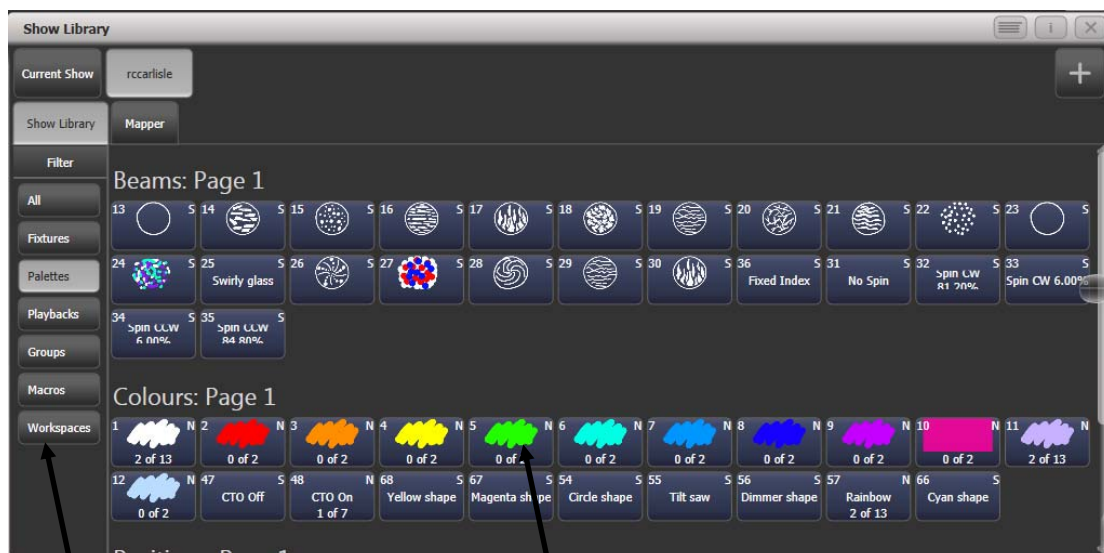 Show Library
i
Current Show
rccarlisle
Show Library
Mapper
Filter
All
Fixtures
Palettes
Playbacks
Groups
Macros
Workspaces
Beams: Page 1
13 S 14 S 15 S 16 S 17 S 18 S 19 S 20 S 21 S 22 S 23 S
24 S 25 S 26 S 27 S 28 S 29 S 30 S 36 S 31 S 32 S 33 S
Swirly glass Fixed Index No Spin Spin CW 81.20% Spin CW 6.00%
34 S 35 S
Spin CCW 6.00% Spin CCW 84.80%
Colours: Page 1
1 N 2 N 3 N 4 N 5 N 6 N 7 N 8 N 9 N 10 N 11 N
2 of 13 0 of 2 0 of 2 0 of 2 0 of 2 0 of 2 0 of 2 0 of 2 0 of 2 0 of 2 2 of 13
12 N 47 S 48 N 68 S 67 S 54 S 55 S 56 S 57 N 66 S
0 of 2 CTO Off CTO On 1 of 7 Yellow shape Magenta shape Circle shape Tilt saw Dimmer shape Rainbow 2 of 13 Cyan shape